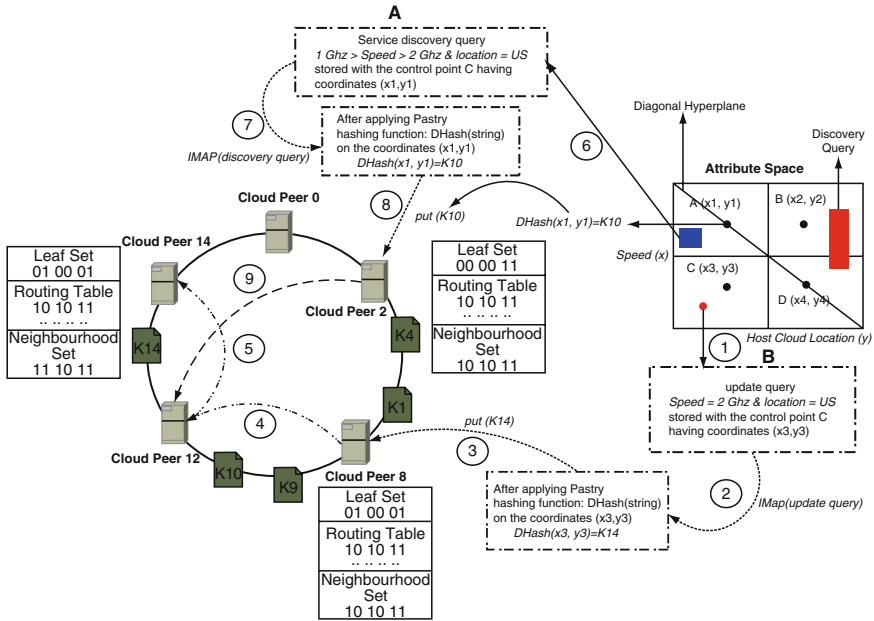 A
Service discovery query
1 Ghz > Speed > 2 Ghz & location = US
stored with the control point C having
coordinates (x1,y1)
7
After applying Pastry
hashing function: DHash(string)
on the coordinates (x1,y1)
DHash(x1, y1)=K10
IMAP(discovery query)
6
Diagonal Hyperplane
Discovery
Query
Attribute Space
A (x1, y1)
B (x2, y2)
C (x3, y3)
D (x4, y4)
Speed (x)
Host Cloud Location (y)
8
put (K10)
DHash(x1, y1)=K10
Cloud Peer 0
Cloud Peer 14
Cloud Peer 2
9
Leaf Set
01 00 01
Routing Table
10 10 11
.. .. .. ..
Neighbourhood
Set
11 10 11
Leaf Set
00 00 11
Routing Table
10 10 11
.. .. .. ..
Neighbourhood
Set
10 10 11
K14
K4
5
K1
4
Cloud Peer 12
K10
K9
Cloud Peer 8
Leaf Set
01 00 01
Routing Table
10 10 11
.. .. .. ..
Neighbourhood
Set
10 10 11
put (K14)
3
1
B
update query
Speed = 2 Ghz & location = US
stored with the control point C
having coordinates (x3,y3)
2
IMap(update query)
After applying Pastry
hashing function: DHash(string)
on the coordinates (x3,y3)
DHash(x3, y3)=K14